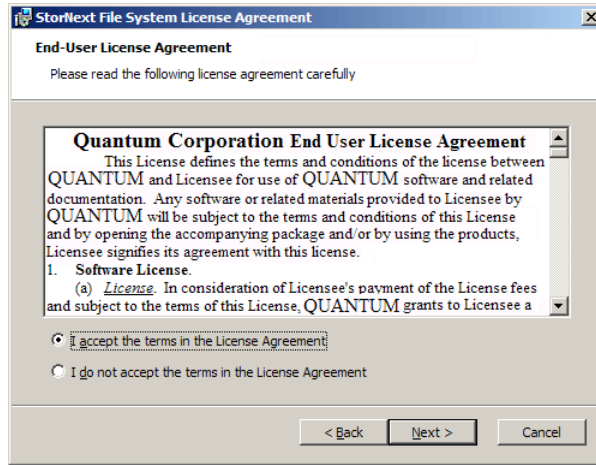 StorNext File System License Agreement
End-User License Agreement
Please read the following license agreement carefully
Quantum Corporation End User License Agreement
This License defines the terms and conditions of the license between
QUANTUM and Licensee for use of QUANTUM software and related
documentation. Any software or related materials provided to Licensee by
QUANTUM will be subject to the terms and conditions of this License
and by opening the accompanying package and/or by using the products,
Licensee signifies its agreement with this license.
1. Software License.
(a) License. In consideration of Licensee's payment of the License fees
and subject to the terms of this License, QUANTUM grants to Licensee a
I accept the terms in the License Agreement
I do not accept the terms in the License Agreement
< Back Next > Cancel